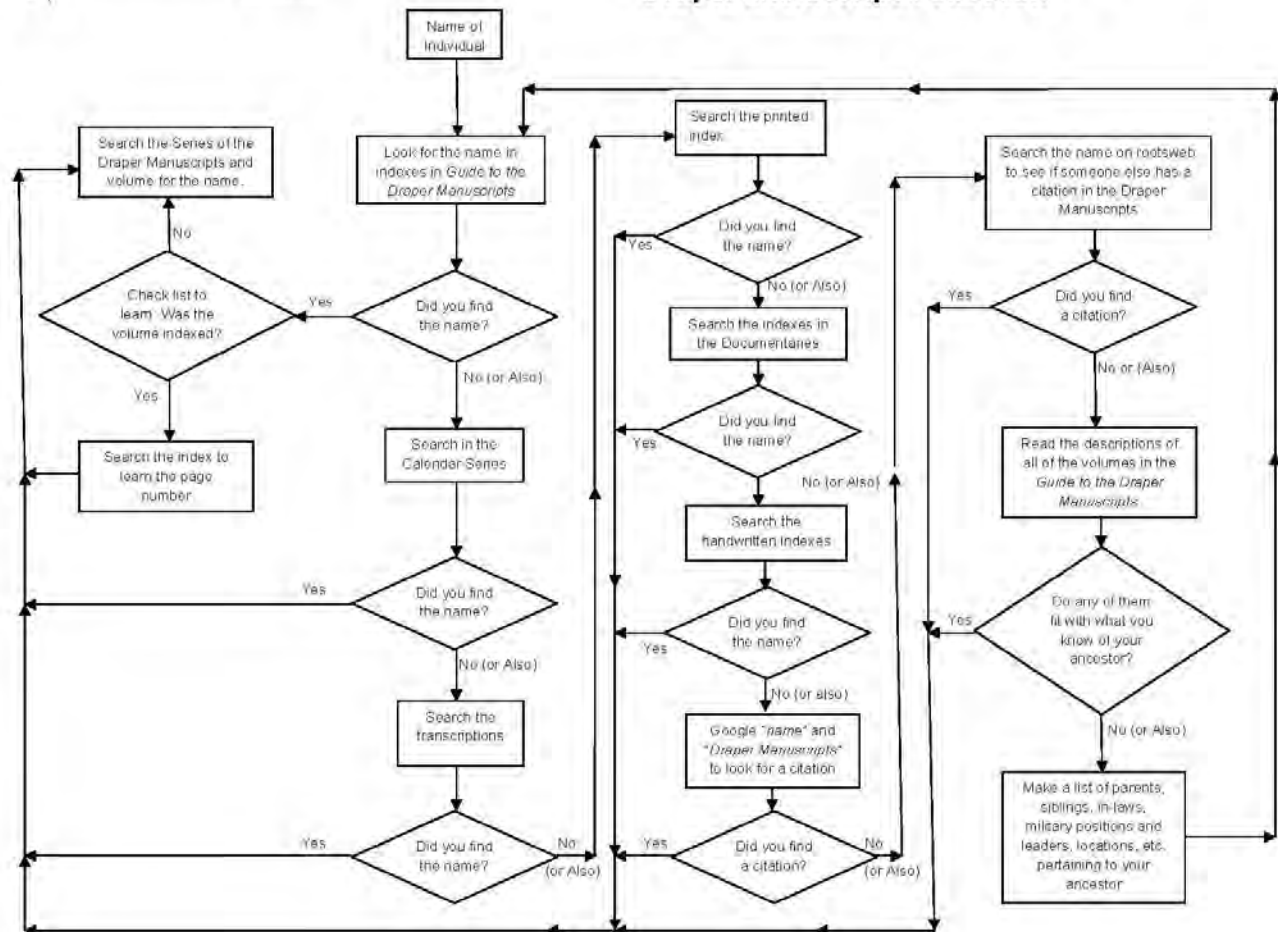 Name of
Individual
Look for the name in
indexes in Guide to the
Draper Manuscripts
Did you find
the name?
Yes
No (or Also)
Check list to
learn. Was the
volume indexed?
No
Search the Series of the
Draper Manuscripts and
volume for the name.
Yes
Search the index to
learn the page
number
Search in the
Calendar Series
Did you find
the name?
Yes
No (or Also)
Search the
transcriptions
Did you find
the name?
Yes
No
(or Also)
Search the printed
index
Did you find
the name?
Yes
No (or Also)
Search the indexes in
the Documentaries
Did you find
the name?
Yes
No (or Also)
Search the
handwritten indexes
Did you find
the name?
Yes
No (or also)
Google "name" and
"Draper Manuscripts"
to look for a citation
Did you find
a citation?
Yes
No
(or Also)
Search the name on rootsweb
to see if someone else has a
citation in the Draper
Manuscripts
Did you find
a citation?
Yes
No or (Also)
Read the descriptions of
all of the volumes in the
Guide to the Draper
Manuscripts
Do any of them
fit with what you
know of your
ancestor?
Yes
No (or Also)
Make a list of parents,
siblings, in-laws,
military positions and
leaders, locations, etc.
pertaining to your
ancestor